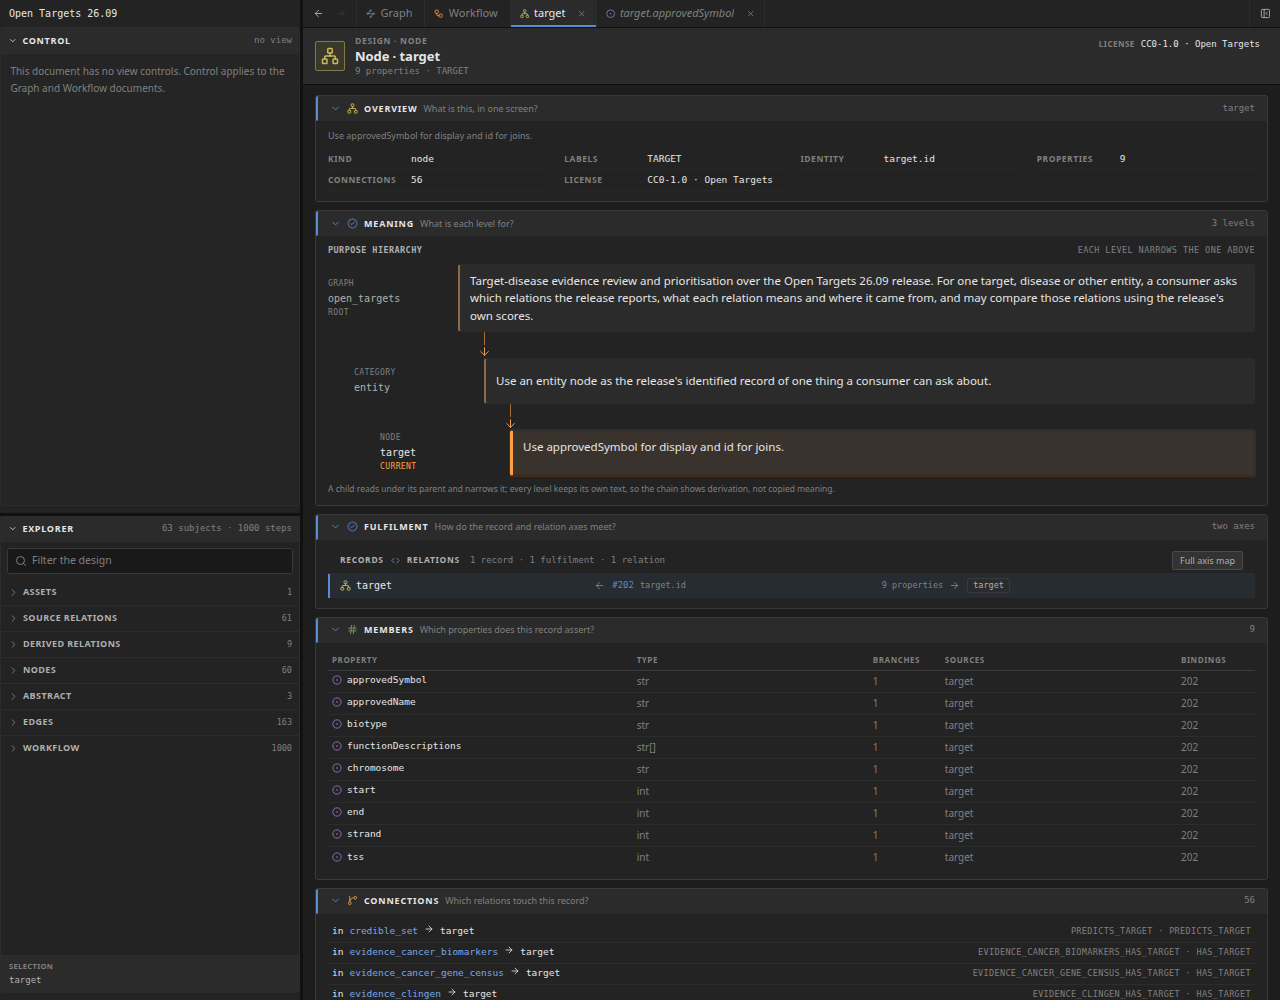 Open Targets 26.09
Graph
Workflow
target
target.approvedSymbol
CONTROL
no view
This document has no view controls. Control applies to the
Graph and Workflow documents.
DESIGN · NODE
Node · target
9 properties · TARGET
LICENSE CC0-1.0 · Open Targets
OVERVIEW What is this, in one screen?
target
Use approvedSymbol for display and id for joins.
KIND node
LABELS TARGET
IDENTITY target.id
PROPERTIES 9
CONNECTIONS 56
LICENSE CC0-1.0 · Open Targets
MEANING What is each level for?
3 levels
PURPOSE HIERARCHY
EACH LEVEL NARROWS THE ONE ABOVE
GRAPH
open_targets
ROOT
Target-disease evidence review and prioritisation over the Open Targets 26.09 release. For one target, disease or other entity, a consumer asks
which relations the release reports, what each relation means and where it came from, and may compare those relations using the release's
own scores.
CATEGORY
entity
Use an entity node as the release's identified record of one thing a consumer can ask about.
NODE
target
CURRENT
Use approvedSymbol for display and id for joins.
A child reads under its parent and narrows it; every level keeps its own text, so the chain shows derivation, not copied meaning.
EXPLORER
63 subjects · 1000 steps
Filter the design
ASSETS 1
SOURCE RELATIONS 61
DERIVED RELATIONS 9
NODES 60
ABSTRACT 3
EDGES 163
WORKFLOW 1000
SELECTION
target
FULFILMENT How do the record and relation axes meet?
two axes
RECORDS <> RELATIONS 1 record · 1 fulfilment · 1 relation
Full axis map
target ← #202 target.id 9 properties → target
MEMBERS Which properties does this record assert?
9
PROPERTY TYPE BRANCHES SOURCES BINDINGS
approvedSymbol str 1 target 202
approvedName str 1 target 202
biotype str 1 target 202
functionDescriptions str[] 1 target 202
chromosome str 1 target 202
start int 1 target 202
end int 1 target 202
strand int 1 target 202
tss int 1 target 202
CONNECTIONS Which relations touch this record?
56
in credible_set → target PREDICTS_TARGET · PREDICTS_TARGET
in evidence_cancer_biomarkers → target EVIDENCE_CANCER_BIOMARKERS_HAS_TARGET · HAS_TARGET
in evidence_cancer_gene_census → target EVIDENCE_CANCER_GENE_CENSUS_HAS_TARGET · HAS_TARGET
in evidence_clingen → target EVIDENCE_CLINGEN_HAS_TARGET · HAS_TARGET